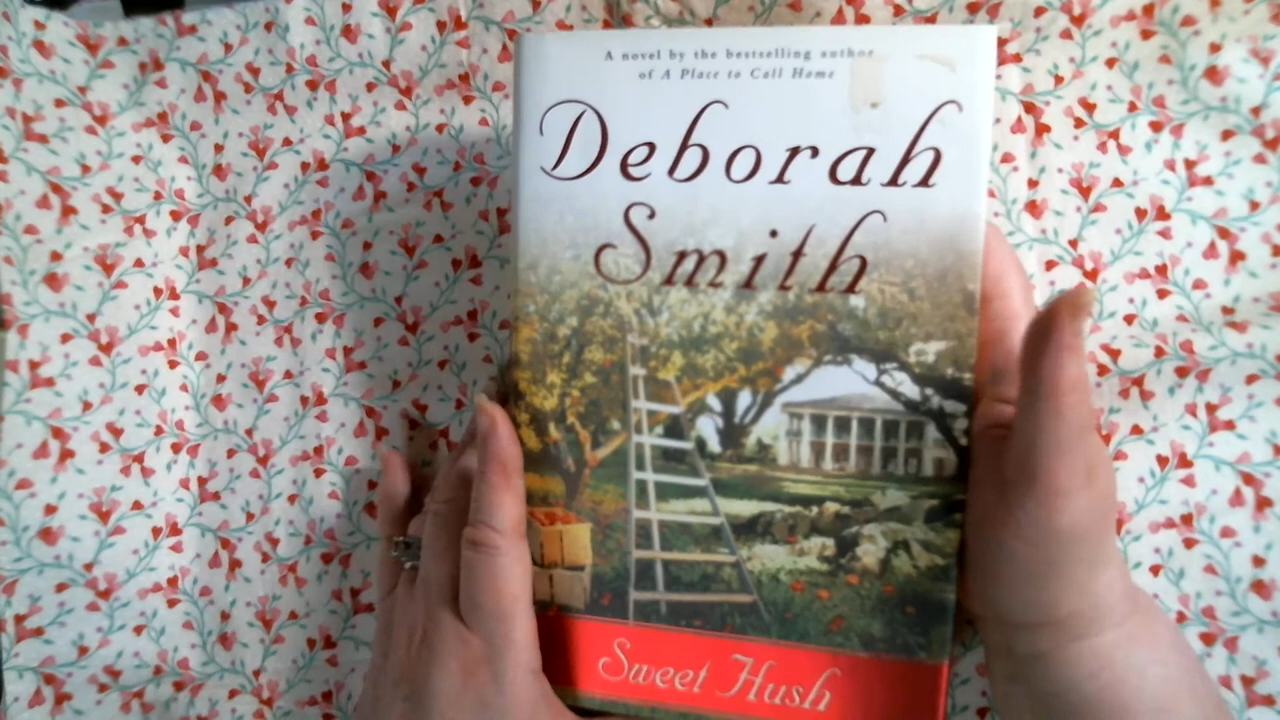 A novel by the bestselling author
of A Place to Call Home
Deborah
Smith
Sweet Hush